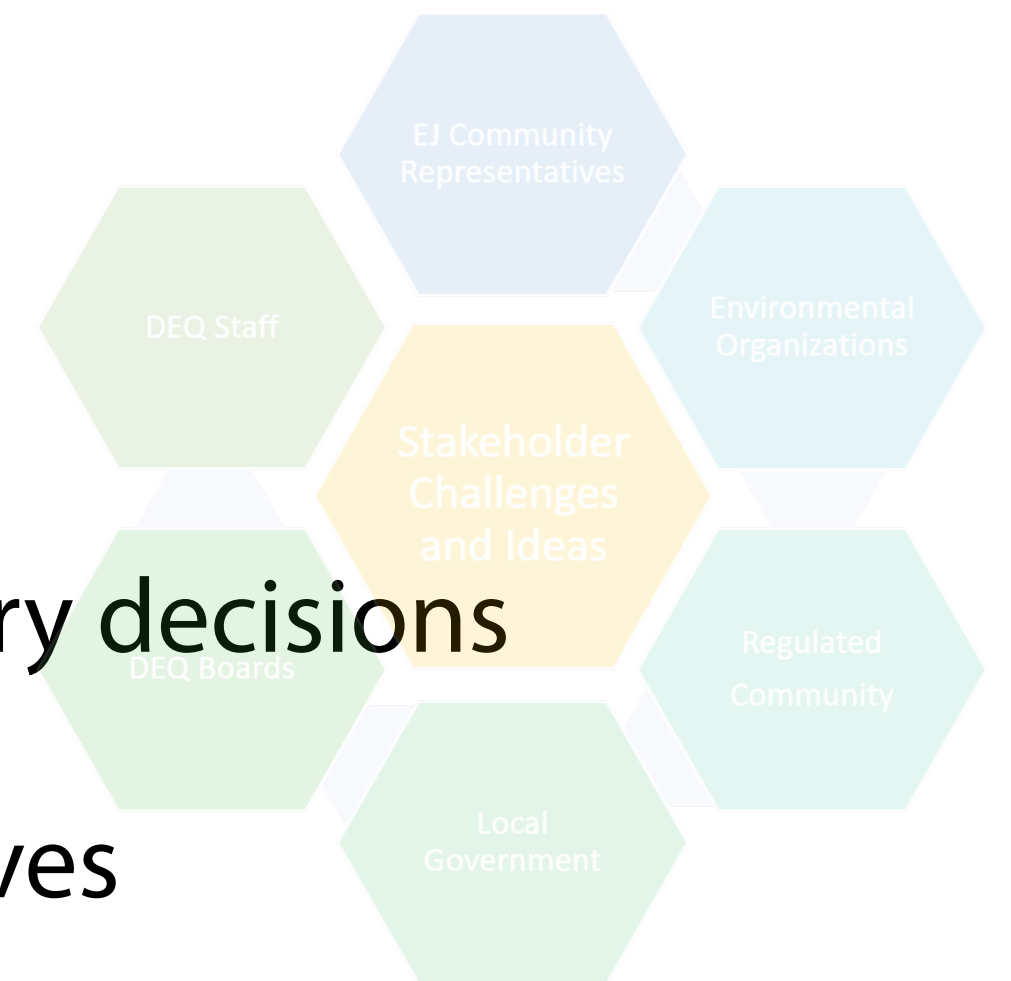 EJ Community
Representatives
DEQ Staff
Environmental
Organizations
Stakeholder
Challenges
and Ideas
ry decisions
DEQ Boards
Regulated
Community
Local
Government
ves